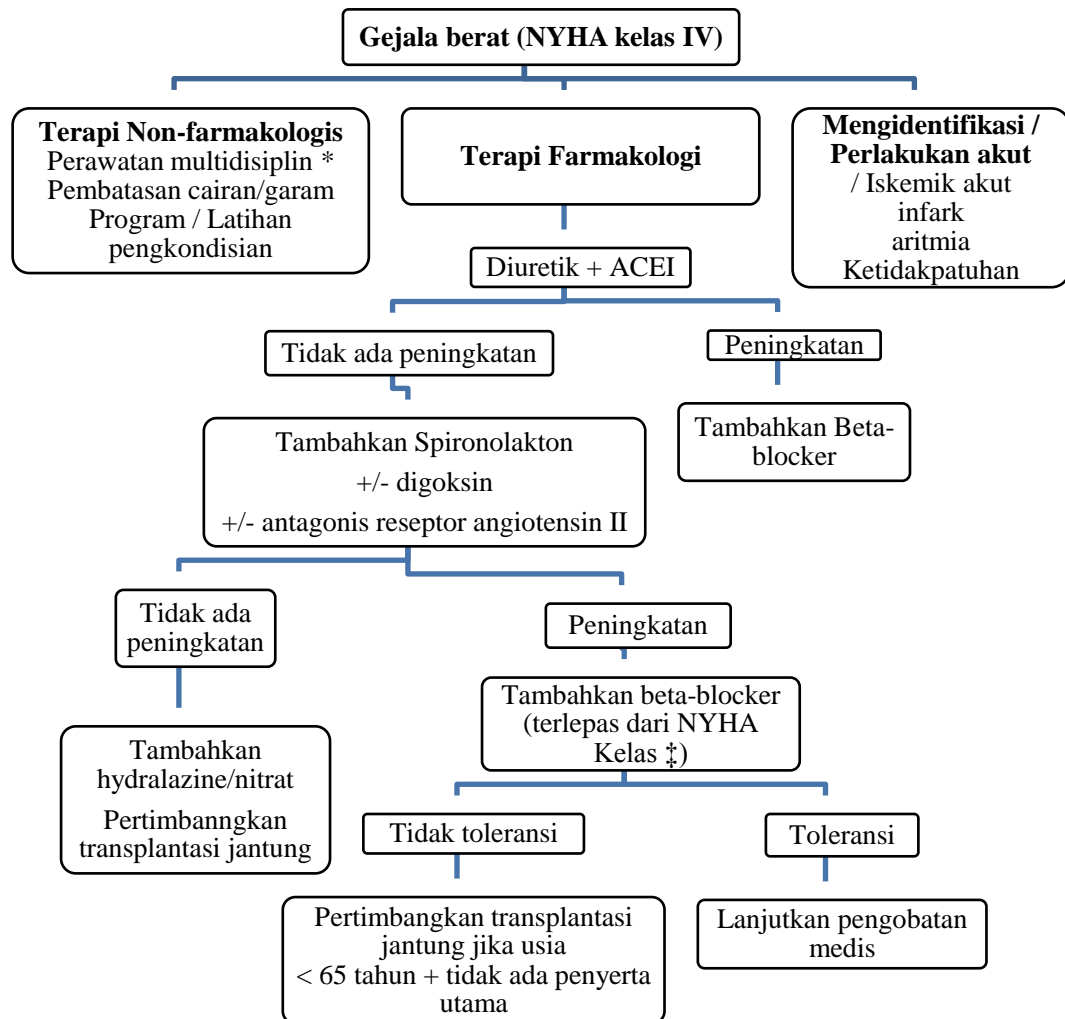 Gejala berat (NYHA kelas IV)
Terapi Non-farmakologis
Perawatan multidisiplin *
Pembatasan cairan/garam
Program / Latihan
pengkondisian
Terapi Farmakologi
Mengidentifikasi /
Perlakukan akut
/ Iskemik akut
infark
aritmia
Ketidakpatuhan
Diuretik + ACEI
Tidak ada peningkatan
Peningkatan
Tambahkan Spironolakton
+/- digoksin
+/- antagonis reseptor angiotensin II
Tambahkan Beta-
blocker
Tidak ada
peningkatan
Peningkatan
Tambahkan
hydralazine/nitrat
Pertimbanngkan
transplantasi jantung
Tambahkan beta-blocker
(terlepas dari NYHA
Kelas ‡)
Tidak toleransi
Toleransi
Pertimbangkan transplantasi
jantung jika usia
< 65 tahun + tidak ada penyerta
utama
Lanjutkan pengobatan
medis